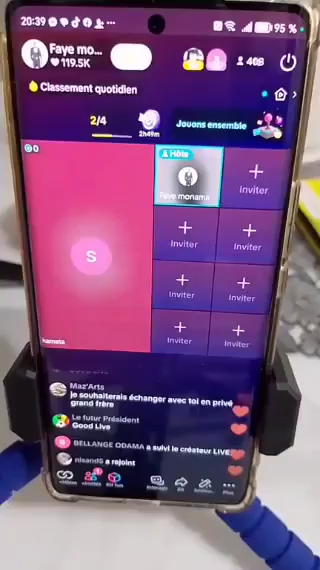 20:39
95 %
Faye mo...
119.5K
408
Classement quotidien
2/4
2h49m
Jouons ensemble
0
Hôte
Faye monama
Inviter
S
Inviter
Inviter
Inviter
Inviter
Inviter
Inviter
kameta
Maz'Arts
je souhaiterais échanger avec toi en privé
grand frère
Le futur Président
Good Live
BELLANGE ODAMA a suivi le créateur LIVE
a rejoint
Plus